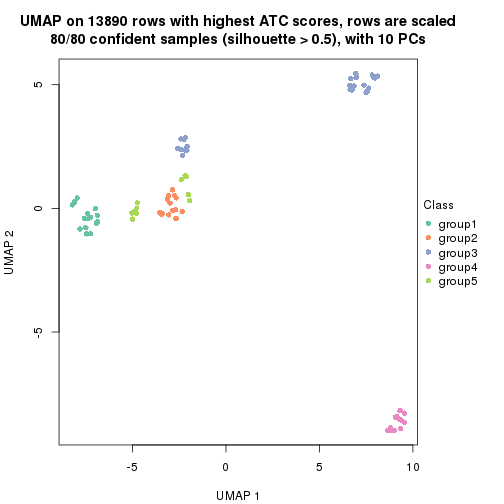 UMAP on 13890 rows with highest ATC scores, rows are scaled
80/80 confident samples (silhouette > 0.5), with 10 PCs
5
0
-5
UMAP 2
-5
0
5
10
UMAP 1
Class
group1
group2
group3
group4
group5